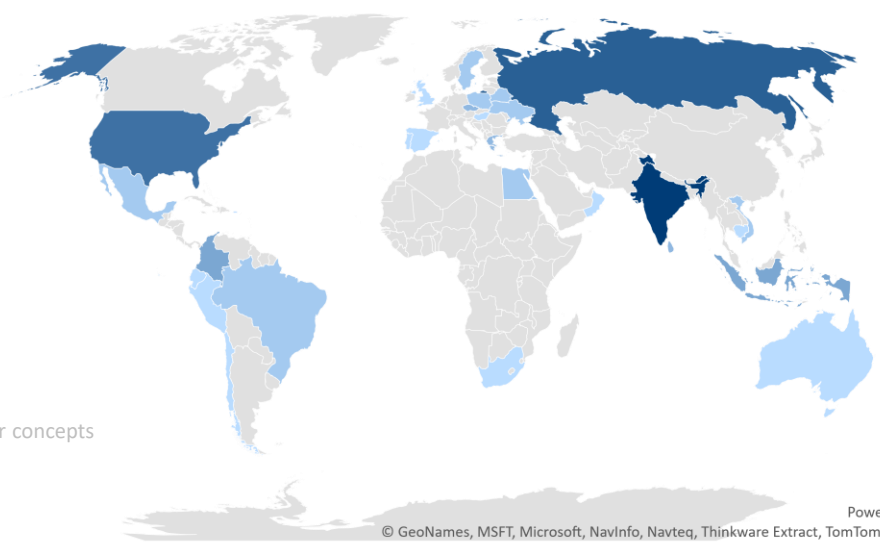 r concepts
Powe
© GeoNames, MSFT, Microsoft, NavInfo, Navteq, Thinkware Extract, TomTom